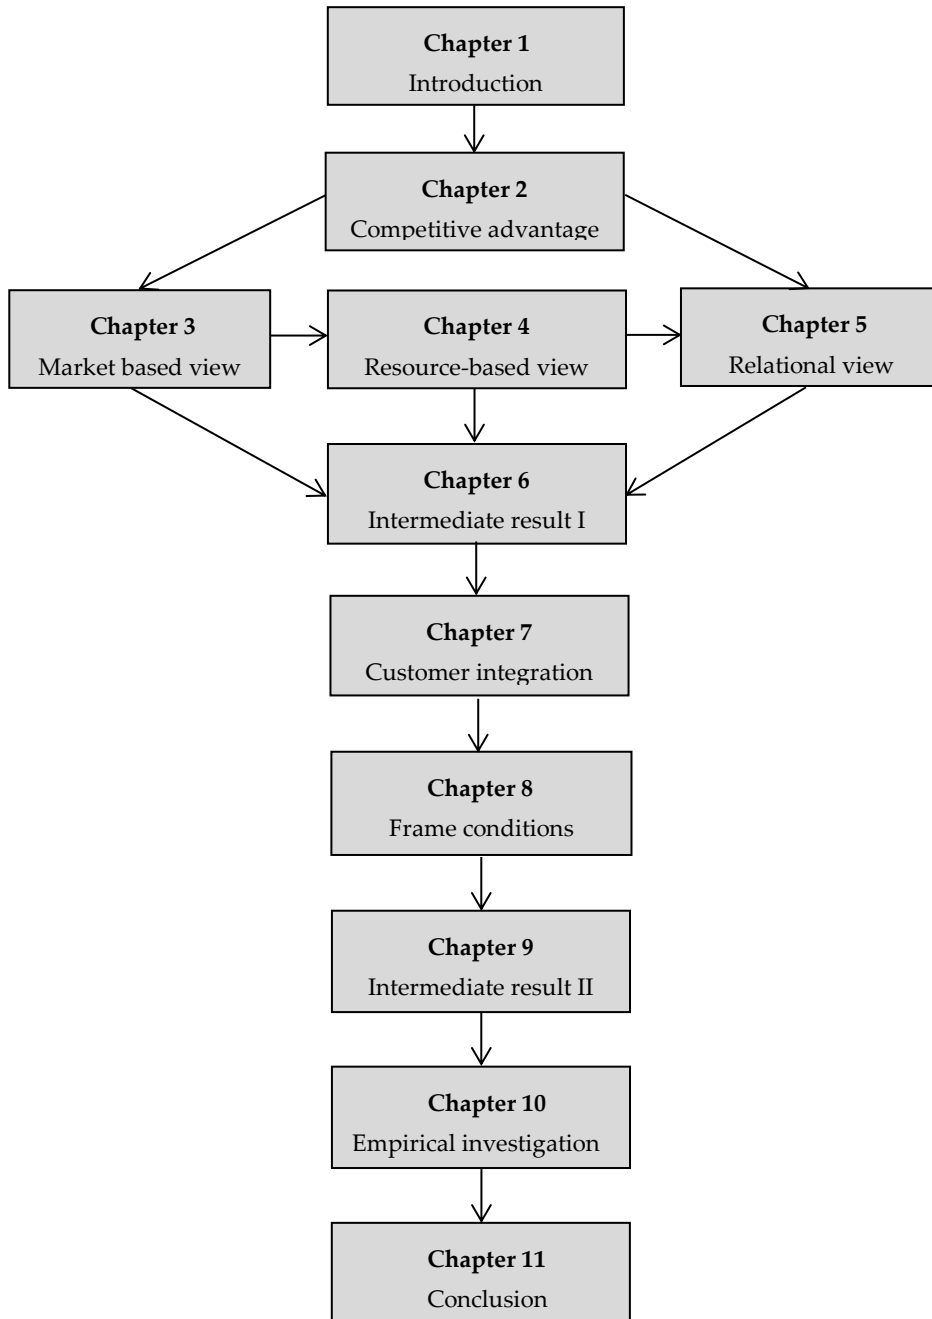 Chapter 1
Introduction
Chapter 2
Competitive advantage
Chapter 3
Market based view
Chapter 4
Resource-based view
Chapter 5
Relational view
Chapter 6
Intermediate result I
Chapter 7
Customer integration
Chapter 8
Frame conditions
Chapter 9
Intermediate result II
Chapter 10
Empirical investigation
Chapter 11
Conclusion